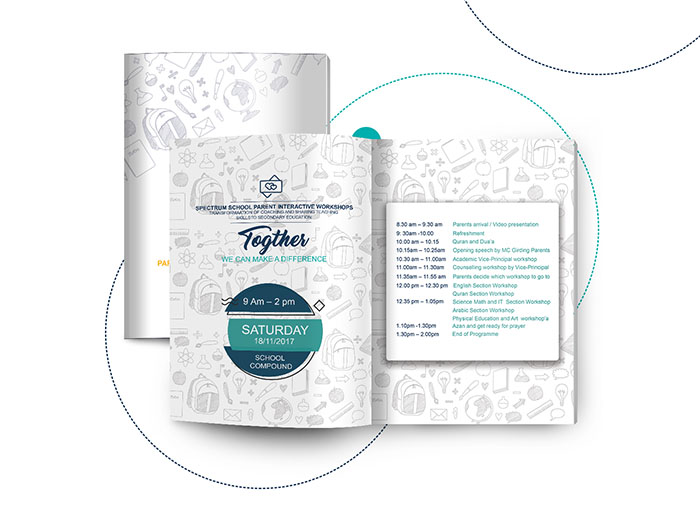 PAR
SPECTRUM SCHOOL PARENT INTERACTIVE WORKSHOPS
TRANSFORMATION OF COACHING AND SHARING TEACHING
SKILLS TO SECONDARY EDUCATION.
Togther
WE CAN MAKE A DIFFERENCE
9 Am – 2 pm
SATURDAY
18/11/2017
SCHOOL
COMPOUND
8.30 am – 9.30 am Parents arrival / Video presentation
9: 30am -10.00 Refreshment
10.00 am – 10.15 Quran and Dua'a
10:15am – 10.25am Opening speech by MC Girding Parents
10.30 am – 11.00am Academic Vice-Principal workshop
11.00am – 11.30am Counselling workshop by Vice-Principal
11.35am – 11.55 am Parents decide which workshop to go to
12.00 pm – 12.30 pm English Section Workshop
Quran Section Workshop
12.35 pm – 1.05pm Science Math and IT Section Workshop
Arabic Section Workshop
Physical Education and Art workshop's
1.10pm -1.30pm Azan and get ready for prayer
1.30pm – 2.00pm End of Programme